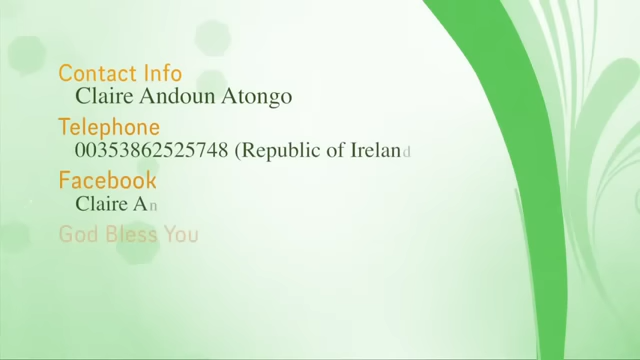 Contact Info
Claire Andoun Atongo
Telephone
00353862525748 (Republic of Ireland
Facebook
Claire An
God Bless You